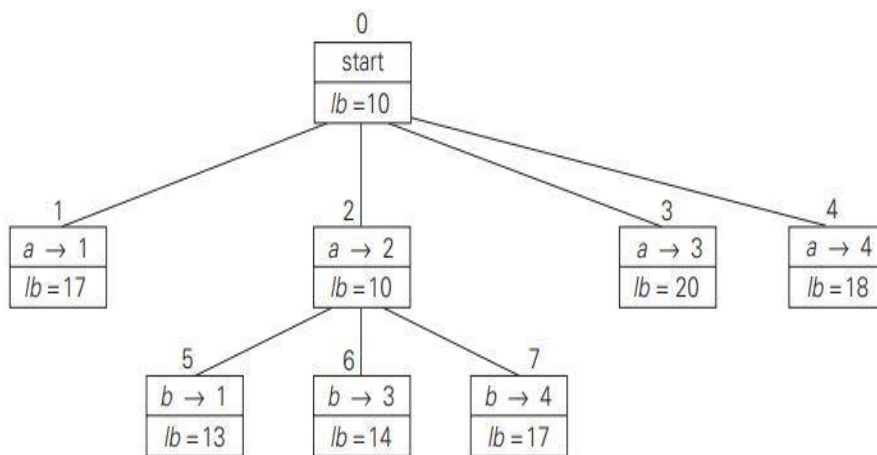 0
start
lb = 10
1 2 3 4
a → 1 a → 2 a → 3 a → 4
lb = 17 lb = 10 lb = 20 lb = 18
5 6 7
b → 1 b → 3 b → 4
lb = 13 lb = 14 lb = 17